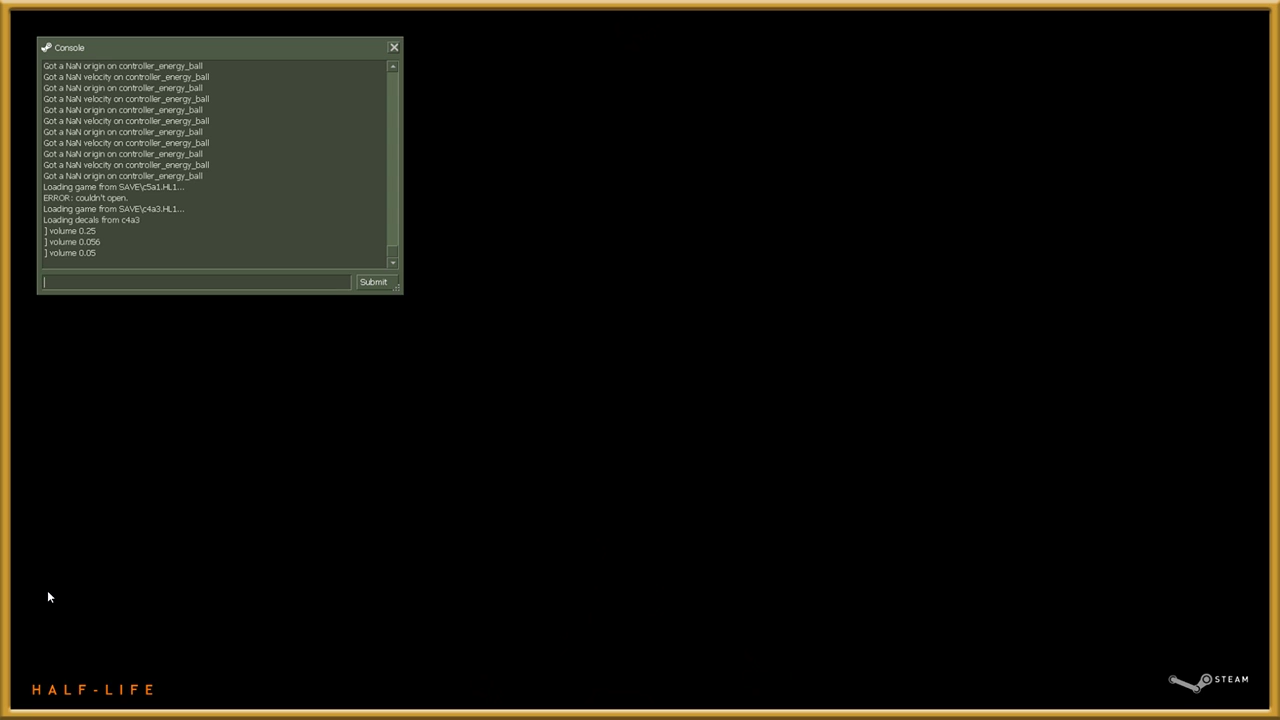 Console
Got a NaN origin on controller_energy_ball
Got a NaN velocity on controller_energy_ball
Got a NaN origin on controller_energy_ball
Got a NaN velocity on controller_energy_ball
Got a NaN origin on controller_energy_ball
Got a NaN velocity on controller_energy_ball
Got a NaN origin on controller_energy_ball
Got a NaN velocity on controller_energy_ball
Got a NaN origin on controller_energy_ball
Got a NaN velocity on controller_energy_ball
Got a NaN origin on controller_energy_ball
Loading game from SAVE\c5a1.HL1...
ERROR: couldn't open.
Loading game from SAVE\c4a3.HL1...
Loading decals from c4a3
] volume 0.25
] volume 0.056
] volume 0.05
Submit
HALF-LIFE
STEAM